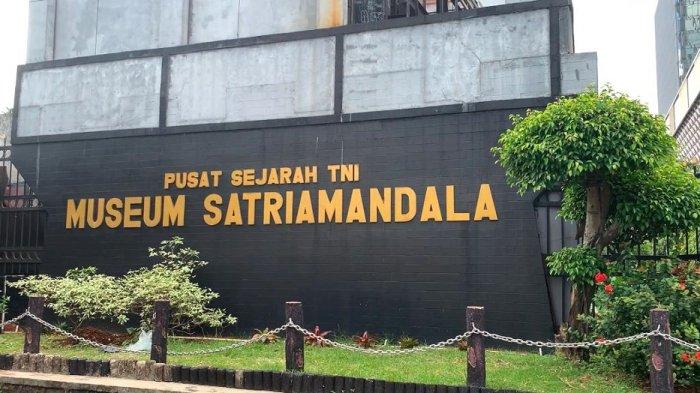 PUSAT SEJARAH TNI
MUSEUM SATRIAMANDALA